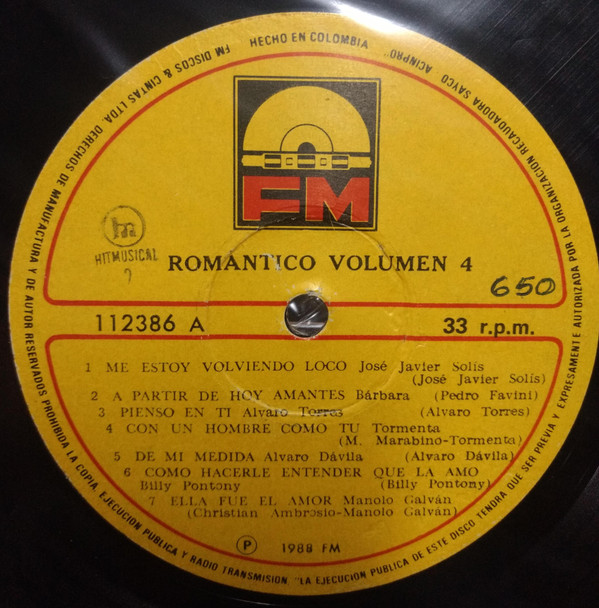 FM DISCOS & CINTAS LTDA. DERECHOS DE MANUFACTURA Y DE AUTOR RESERVADOS PROHIBIDA LA COPIA, EJECUCION PUBLICA Y RADIO TRANSMISION, "LA EJECUCION PUBLICA DE ESTE DISCO TENDRA QUE SER PREVIA Y EXPRESAMENTE AUTORIZADA POR LA ORGANIZACION RECAUDADORA SAYCO ACINPRO"
HECHO EN COLOMBIA
FM
hm
HITMUSICAL
7
ROMANTICO VOLUMEN 4
650
112386 A
33 r.p.m.
1 ME ESTOY VOLVIENDO LOCO José Javier Solís
(José Javier Solís)
2 A PARTIR DE HOY AMANTES Bárbara (Pedro Favini)
3 PIENSO EN TI Alvaro Torres (Alvaro Torres)
4 CON UN HOMBRE COMO TU Tormenta
(M. Marabino-Tormenta)
5 DE MI MEDIDA Alvaro Dávila (Alvaro Dávila)
6 COMO HACERLE ENTENDER QUE LA AMO
Billy Pontony (Billy Pontony)
7 ELLA FUE EL AMOR Manolo Galván
(Christian Ambrosio-Manolo Galván)
P 1988 FM